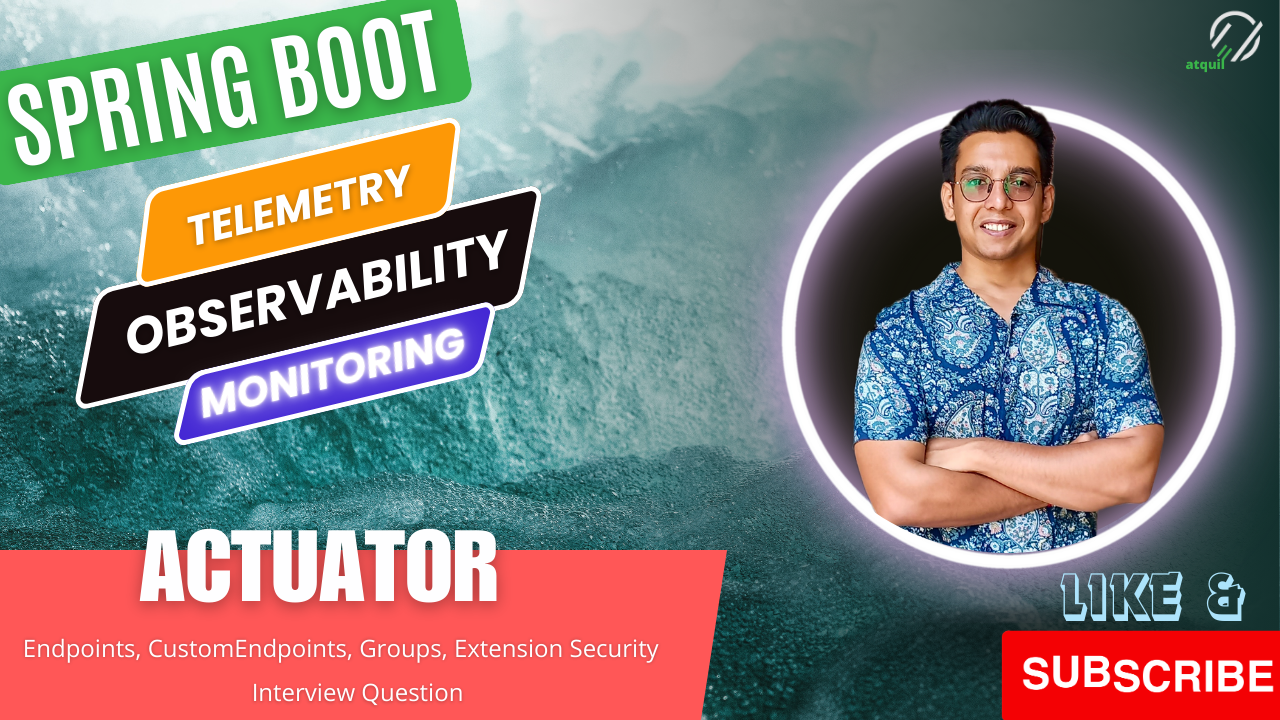 SPRING BOOT
TELEMETRY
OBSERVABILITY
MONITORING
ACTUATOR
Endpoints, CustomEndpoints, Groups, Extension Security
Interview Question
atquil
LIKE &
SUBSCRIBE